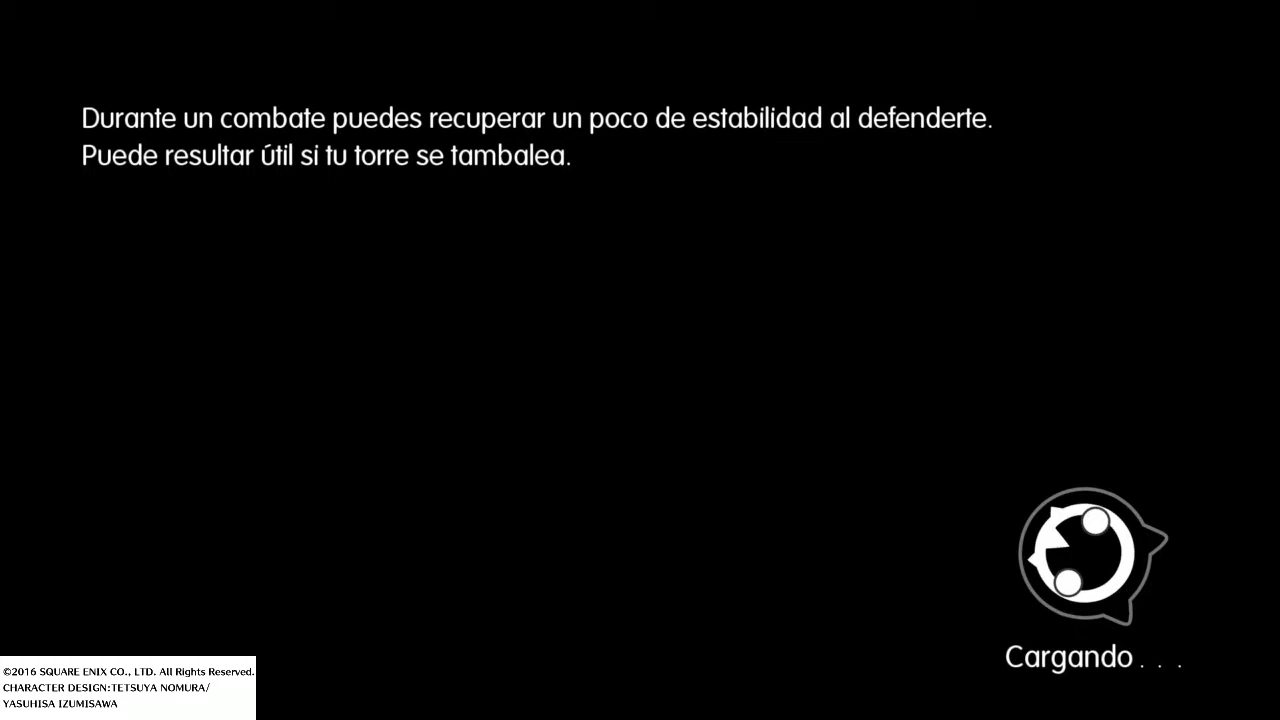 Durante un combate puedes recuperar un poco de estabilidad al defenderte.
Puede resultar útil si tu torre se tambalea.
Cargando . . .
©2016 SQUARE ENIX CO., LTD. All Rights Reserved.
CHARACTER DESIGN:TETSUYA NOMURA/
YASUHISA IZUMISAWA